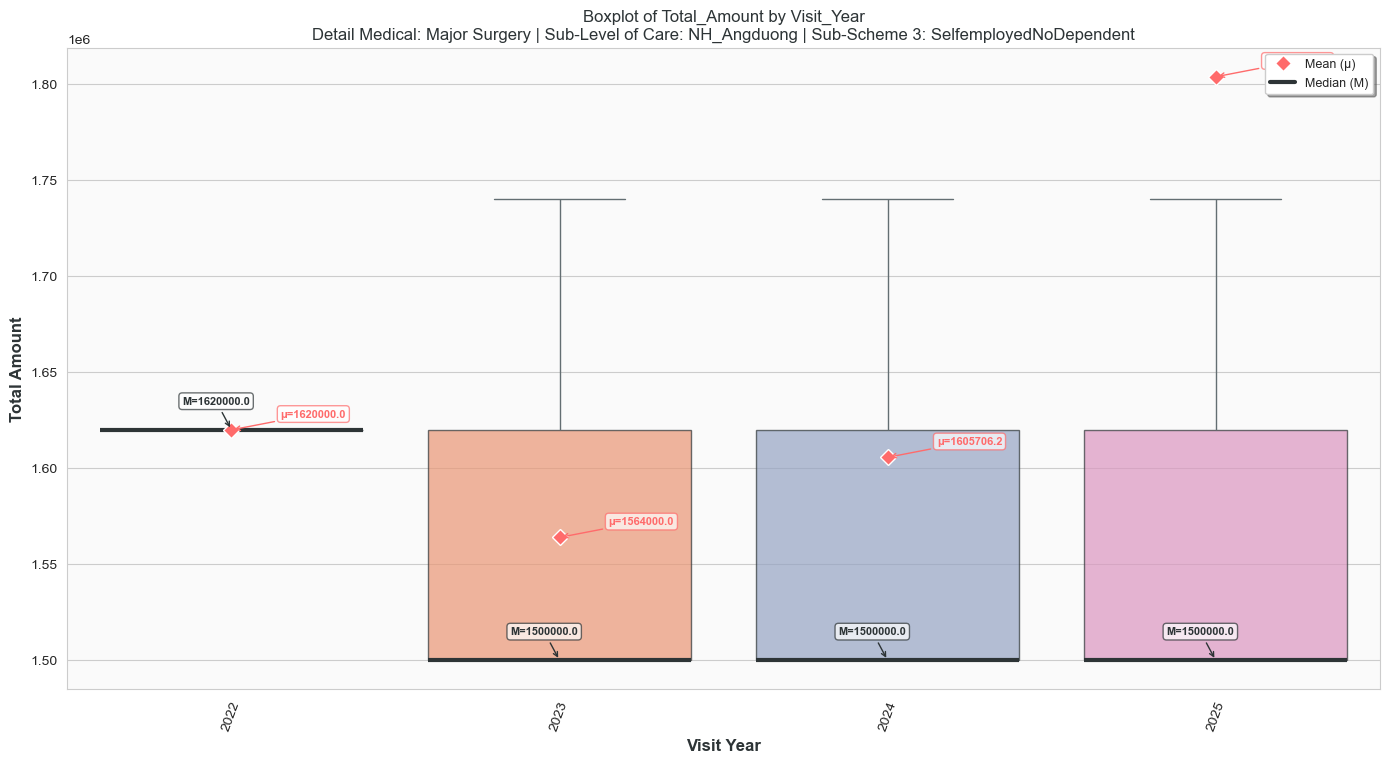 Boxplot of Total_Amount by Visit_Year
Detail Medical: Major Surgery | Sub-Level of Care: NH_Angduong | Sub-Scheme 3: SelfemployedNoDependent
1e6
Mean (μ)
Median (M)
1.80
1.75
1.70
1.65
1.60
1.55
1.50
Total Amount
M=1620000.0
μ=1620000.0
μ=1605706.2
μ=1564000.0
M=1500000.0
M=1500000.0
M=1500000.0
2022
2023
2024
2025
Visit Year